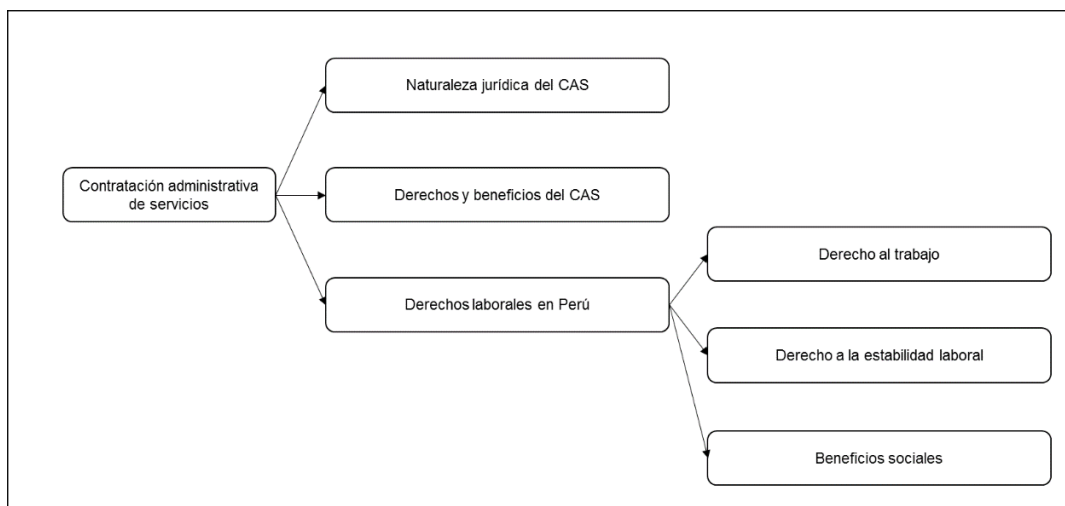 Naturaleza jurídica del CAS
Contratación administrativa
de servicios
Derechos y beneficios del CAS
Derechos laborales en Perú
Derecho al trabajo
Derecho a la estabilidad laboral
Beneficios sociales